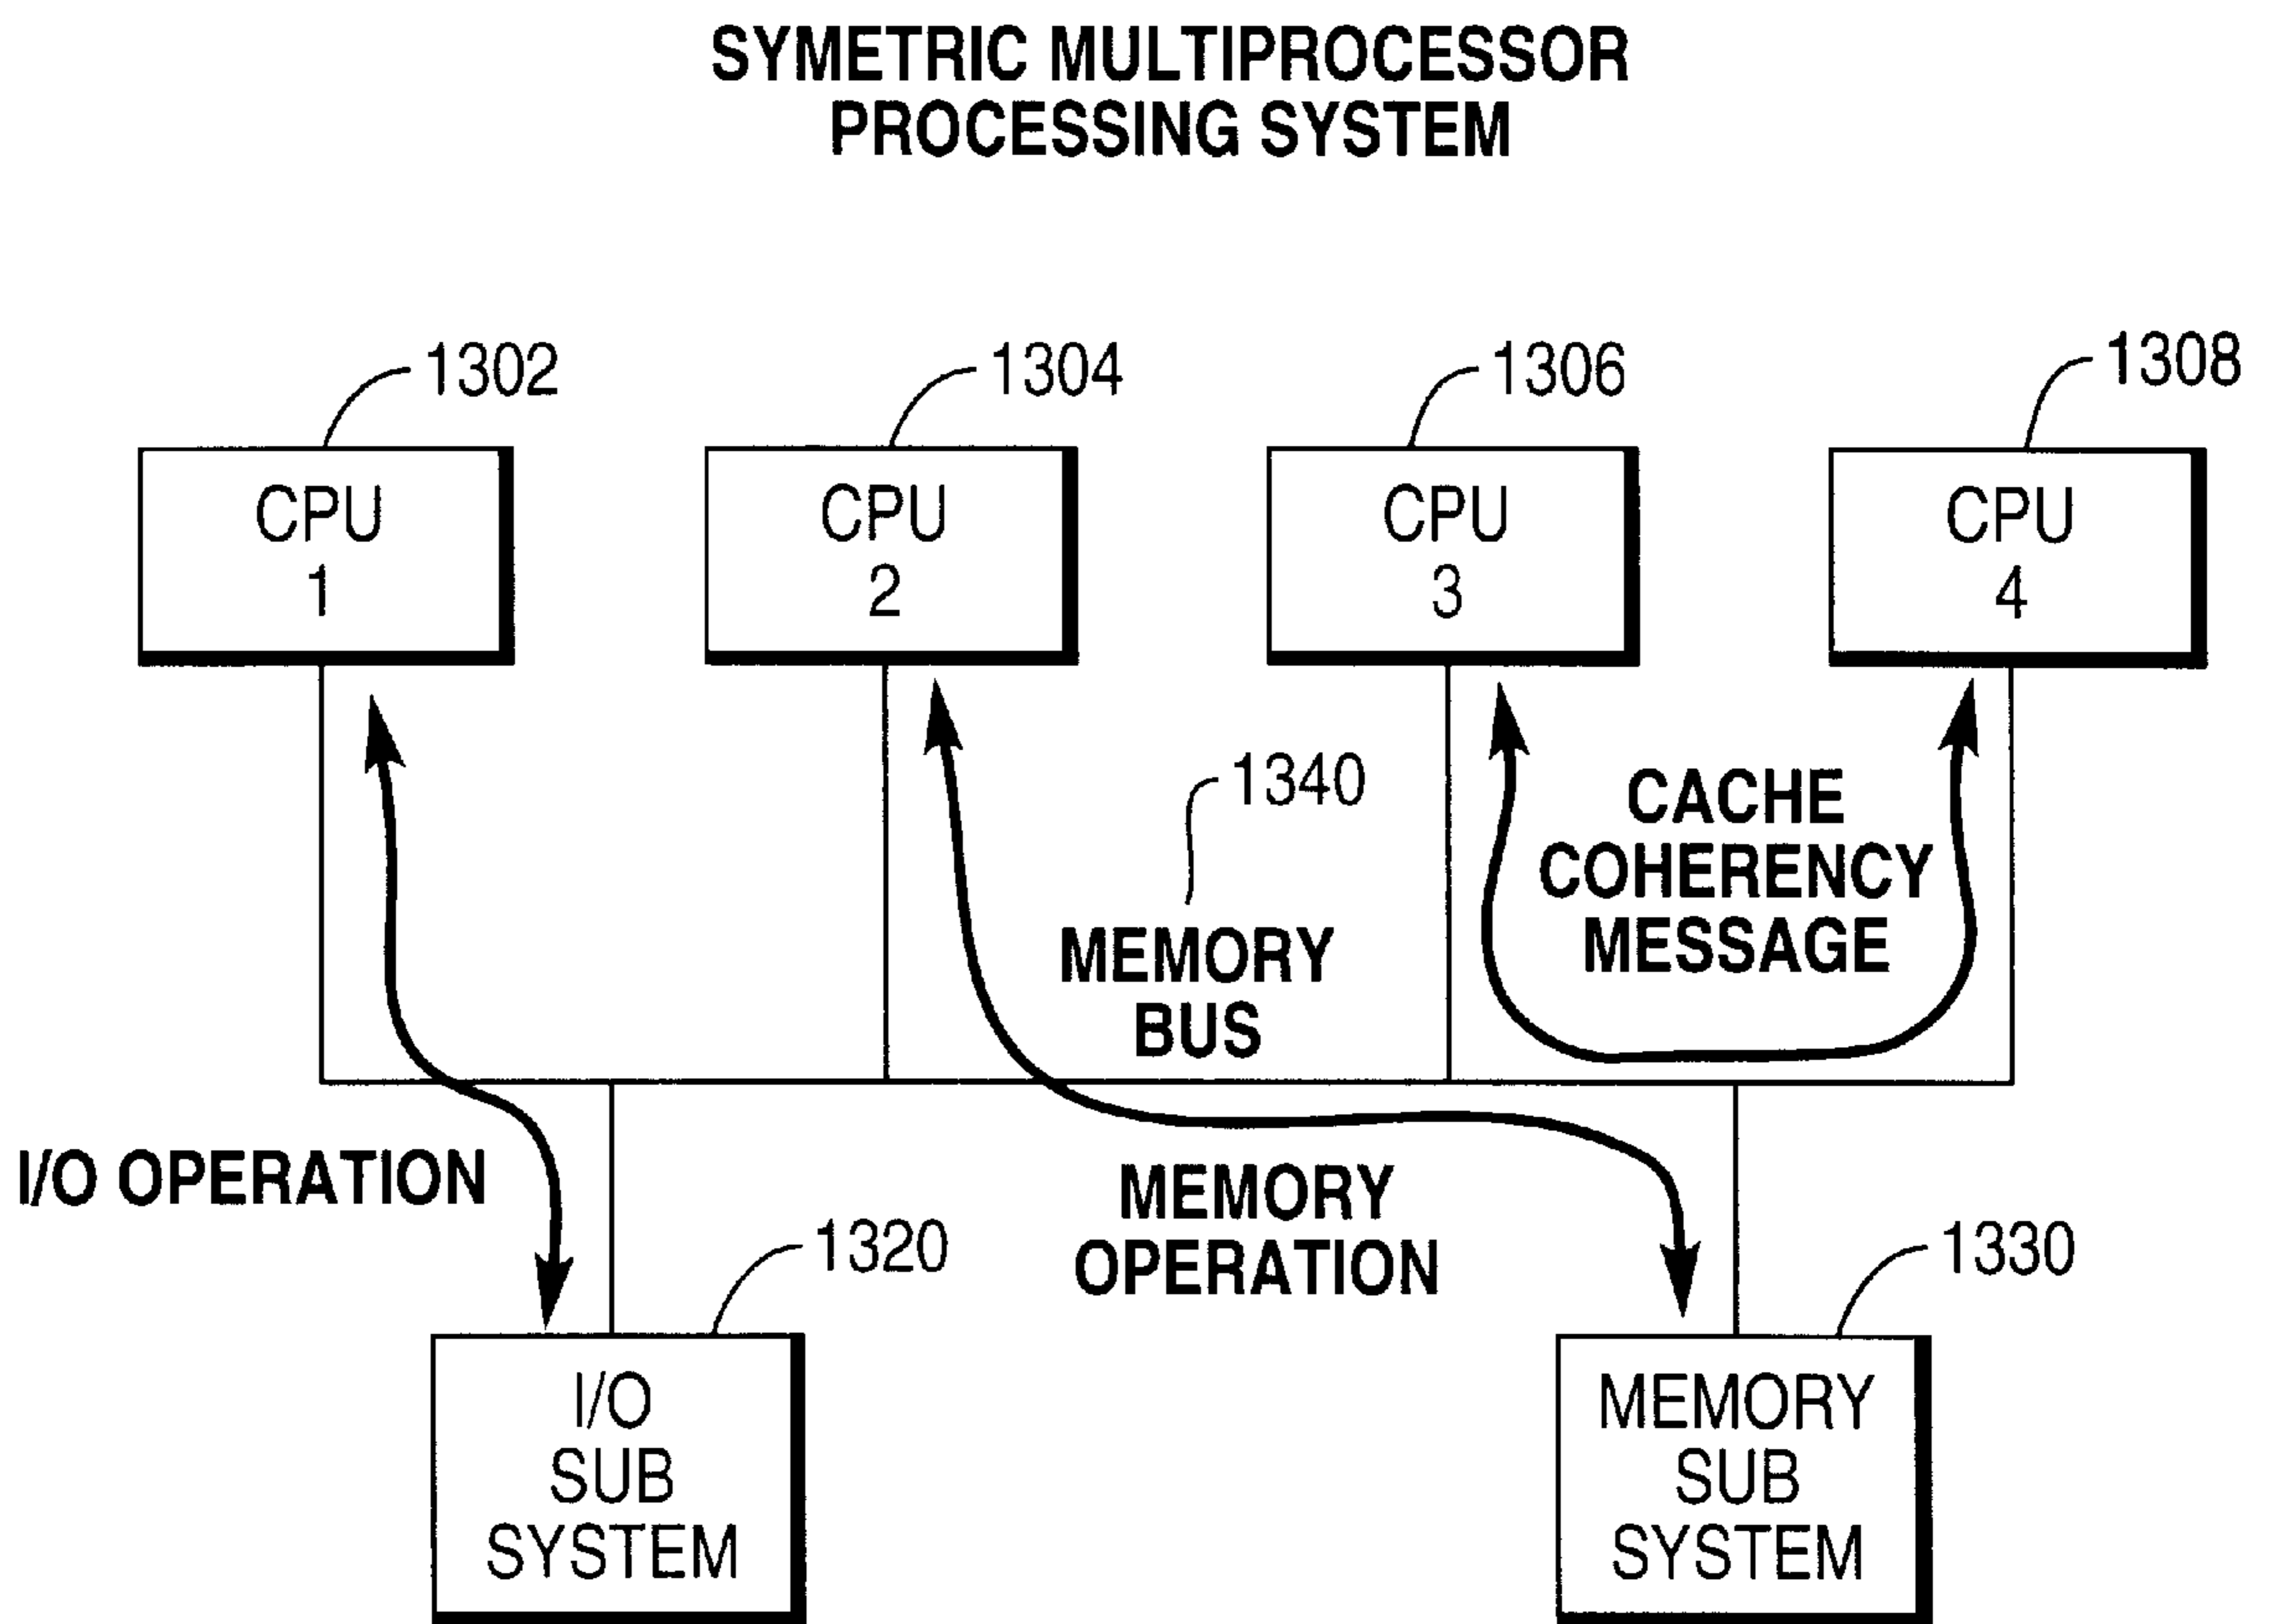 SYMETRIC MULTIPROCESSOR
PROCESSING SYSTEM
1302
1304
1306
1308
CPU
1
CPU
2
CPU
3
CPU
4
1340
CACHE
COHERENCY
MESSAGE
MEMORY
BUS
I/O OPERATION
MEMORY
OPERATION
1320
1330
I/O
SUB
SYSTEM
MEMORY
SUB
SYSTEM